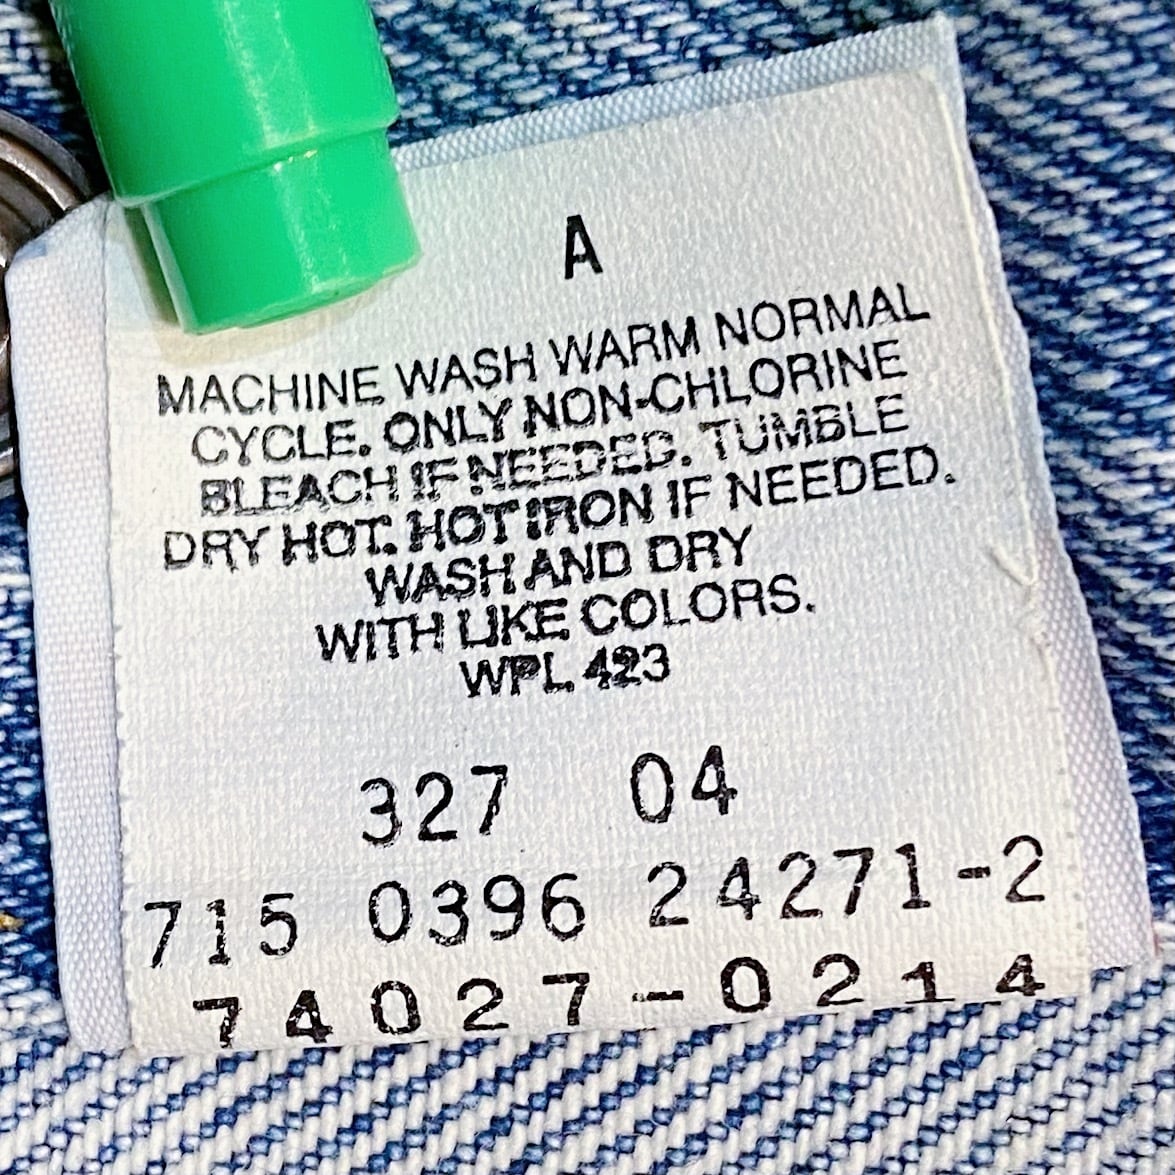 A
MACHINE WASH WARM NORMAL
CYCLE. ONLY NON-CHLORINE
BLEACH IF NEEDED. TUMBLE
DRY HOT. HOT IRON IF NEEDED.
WASH AND DRY
WITH LIKE COLORS.
WPL 423
327 04
715 0396 24271-2
74027-0214